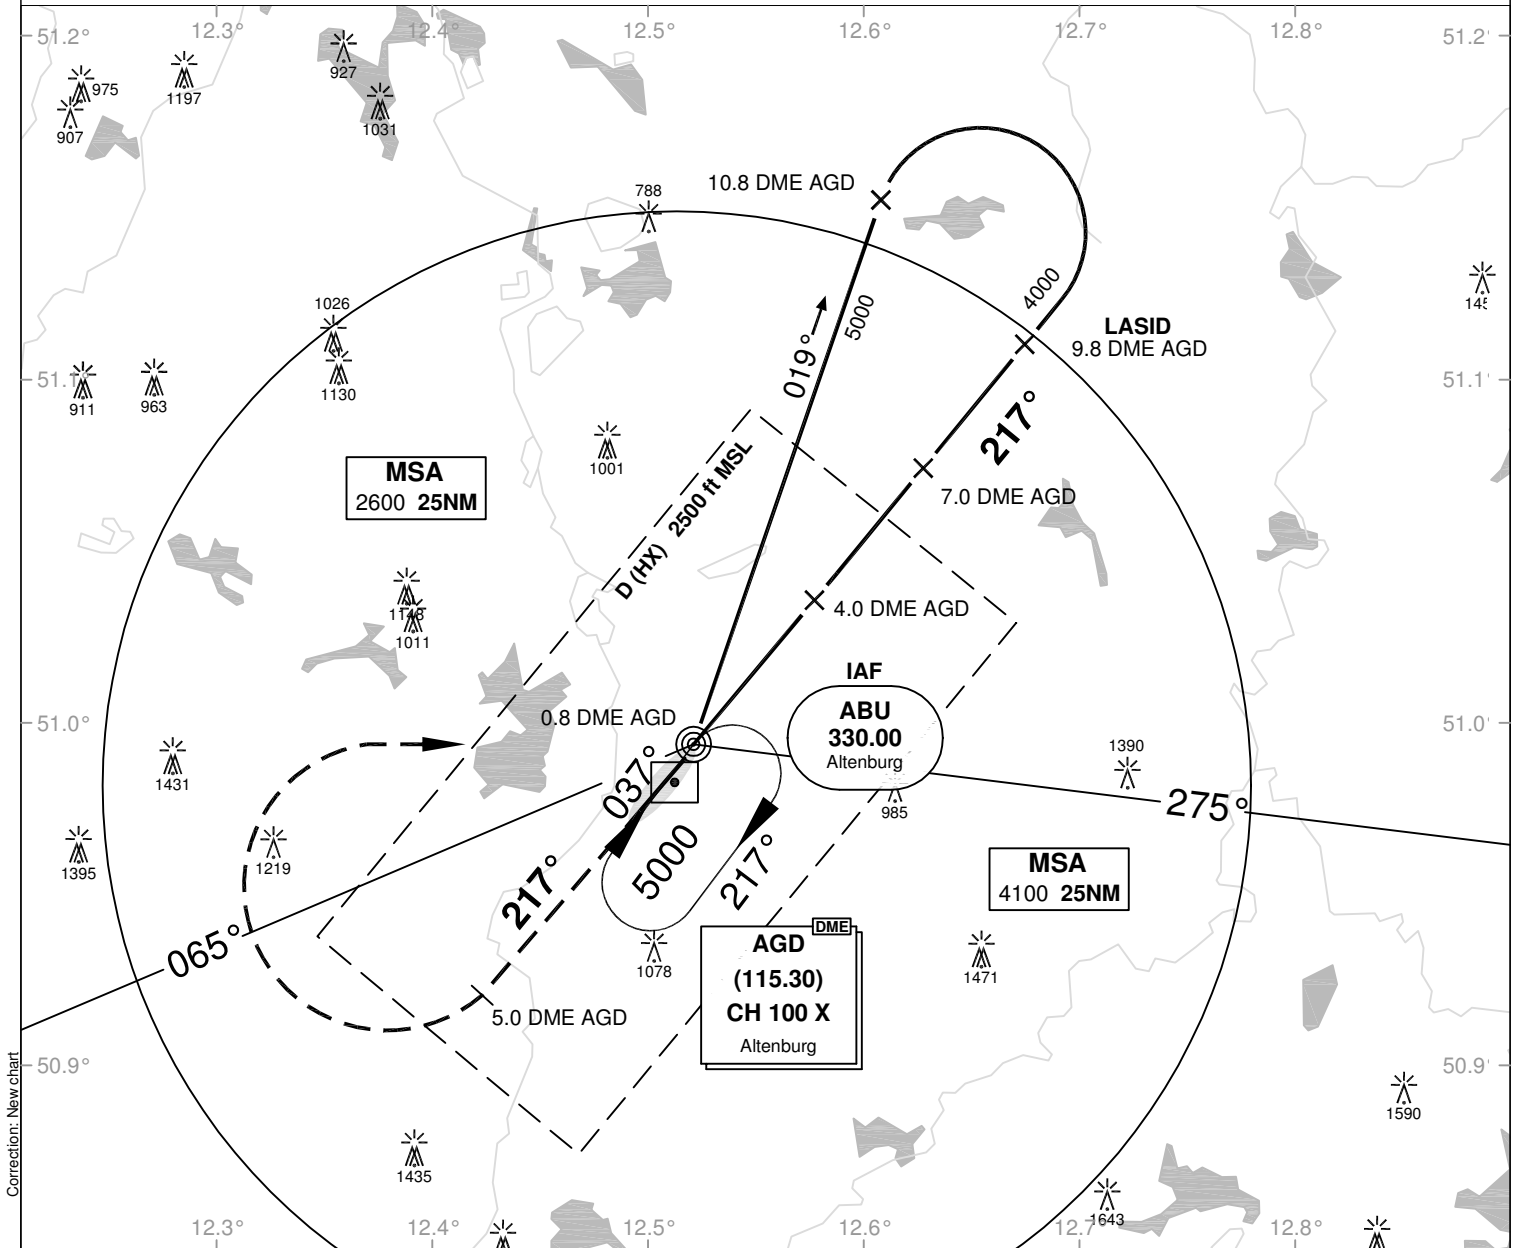 12.3°
12.4°
12.5°
12.6°
12.7°
12.8°
51.2°
51.2'
927
975
1197
907
1031
10.8 DME AGD
788
4000
1026
5000
LASID
9.8 DME AGD
019°
51.1°
51.1'
911
963
1130
217°
1001
D (HX) 2500 ft MSL
MSA
2600 25NM
7.0 DME AGD
1148
1011
4.0 DME AGD
IAF
ABU
330.00
Altenburg
0.8 DME AGD
51.0°
51.0'
1390
1431
037°
985
275°
5000
217°
217°
1395
1219
MSA
4100 25NM
065°
DME
AGD
(115.30)
CH 100 X
Altenburg
1078
1471
5.0 DME AGD
50.9°
50.9'
Correction: New chart
1590
1435
1643
12.3°
12.4°
12.5°
12.6°
12.7°
12.8°